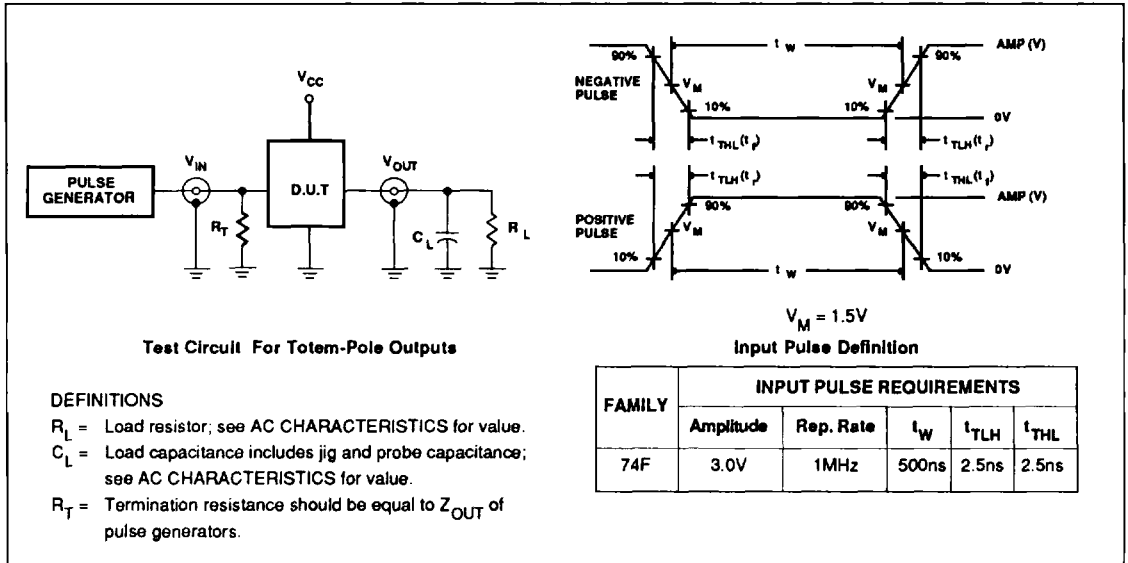 V_CC
V_IN
V_OUT
PULSE GENERATOR
D.U.T
R_T
C_L
R_L
Test Circuit For Totem-Pole Outputs
DEFINITIONS
R_L = Load resistor; see AC CHARACTERISTICS for value.
C_L = Load capacitance includes jig and probe capacitance;
see AC CHARACTERISTICS for value.
R_T = Termination resistance should be equal to Z_OUT of
pulse generators.
t_W
AMP (V)
90%
90%
NEGATIVE
PULSE
V_M
V_M
10%
10%
0V
t_THL(t_f)
t_TLH(t_r)
t_TLH(t_r)
t_THL(t_f)
AMP (V)
90%
90%
POSITIVE
PULSE
V_M
V_M
10%
10%
t_W
0V
V_M = 1.5V
Input Pulse Definition
FAMILY
INPUT PULSE REQUIREMENTS
Amplitude Rep. Rate t_W t_TLH t_THL
74F 3.0V 1MHz 500ns 2.5ns 2.5ns